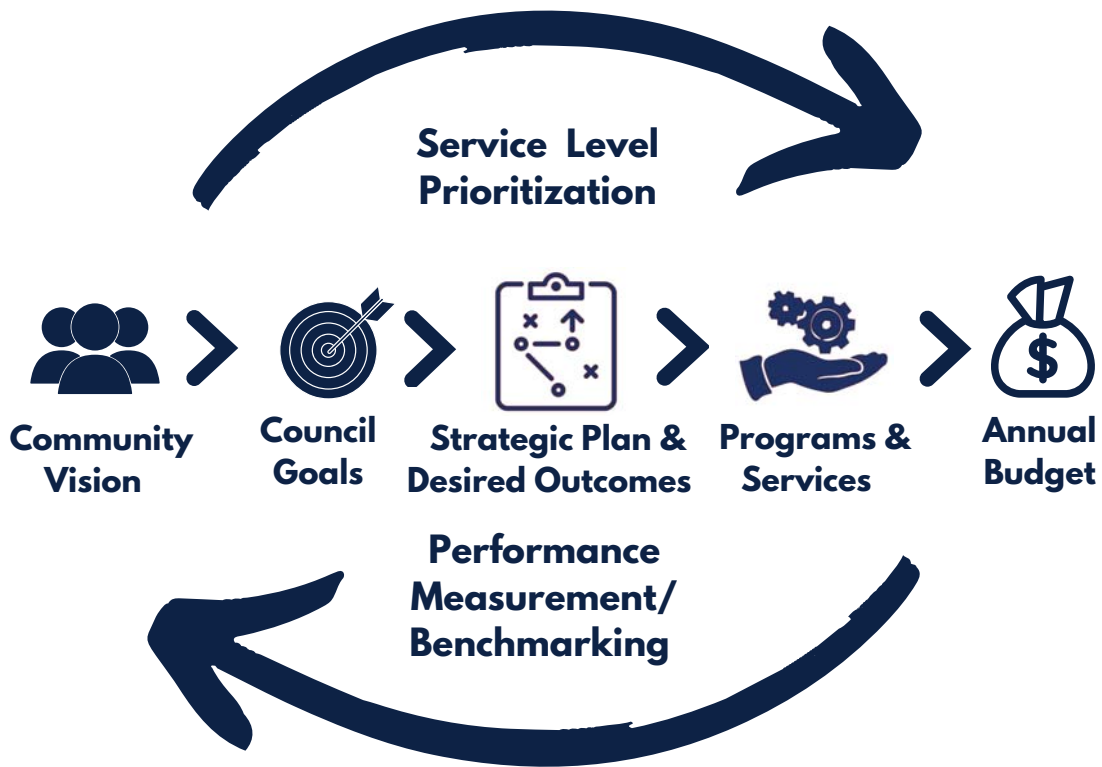 Service Level
Prioritization
Community
Vision
Council
Goals
Strategic Plan &
Desired Outcomes
Programs &
Services
$
Annual
Budget
Performance
Measurement/
Benchmarking